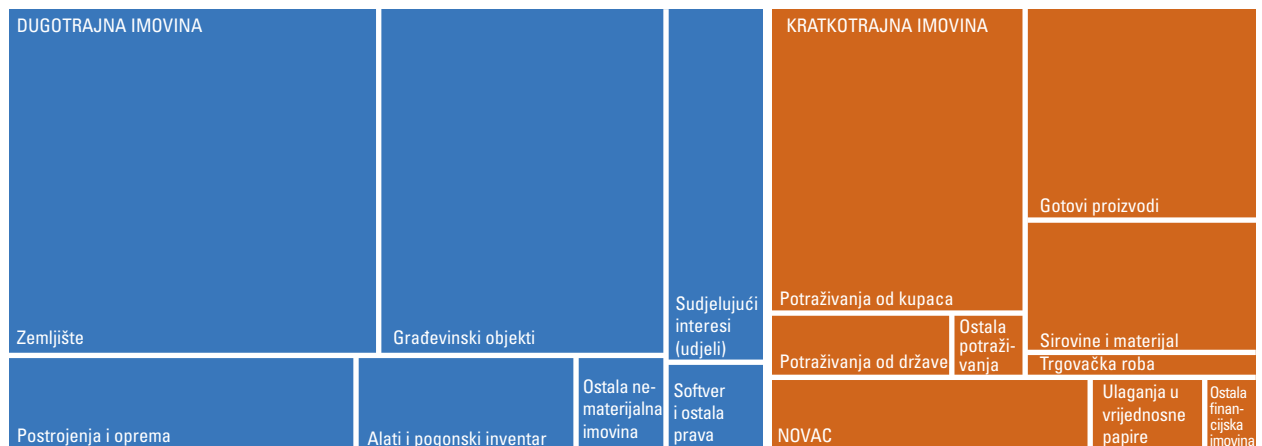 DUGOTRAJNA IMOVINA
Zemljište
Građevinski objekti
Sudjelujući
interesi
(udjeli)
Postrojenja i oprema
Alati i pogonski inventar
Ostala ne-
materijalna
imovina
Softver
i ostala
prava
KRATKOTRAJNA IMOVINA
Potraživanja od kupaca
Gotovi proizvodi
Sirovine i materijal
Potraživanja od države
Ostala
potraži-
vanja
Trgovačka roba
NOVAC
Ulaganja u
vrijednosne
papire
Ostala
finan-
cijska
imovina